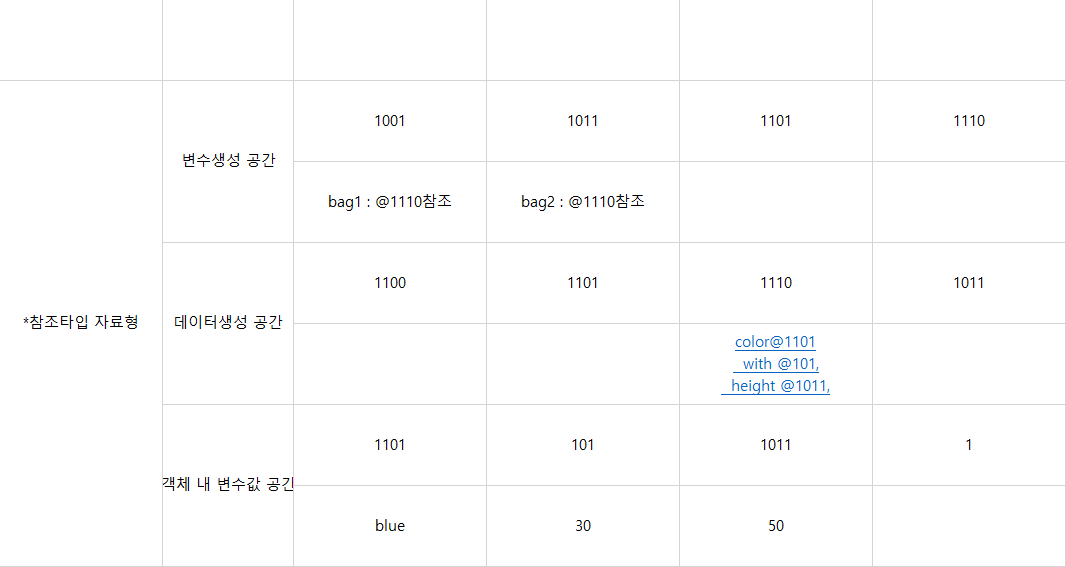 1001 1011 1101 1110
변수생성 공간
bag1 : @1110참조 bag2 : @1110참조
1100 1101 1110 1011
*참조타입 자료형 데이터생성 공간
color@1101
with @101,
height @1011,
1101 101 1011 1
객체 내 변수값 공간
blue 30 50